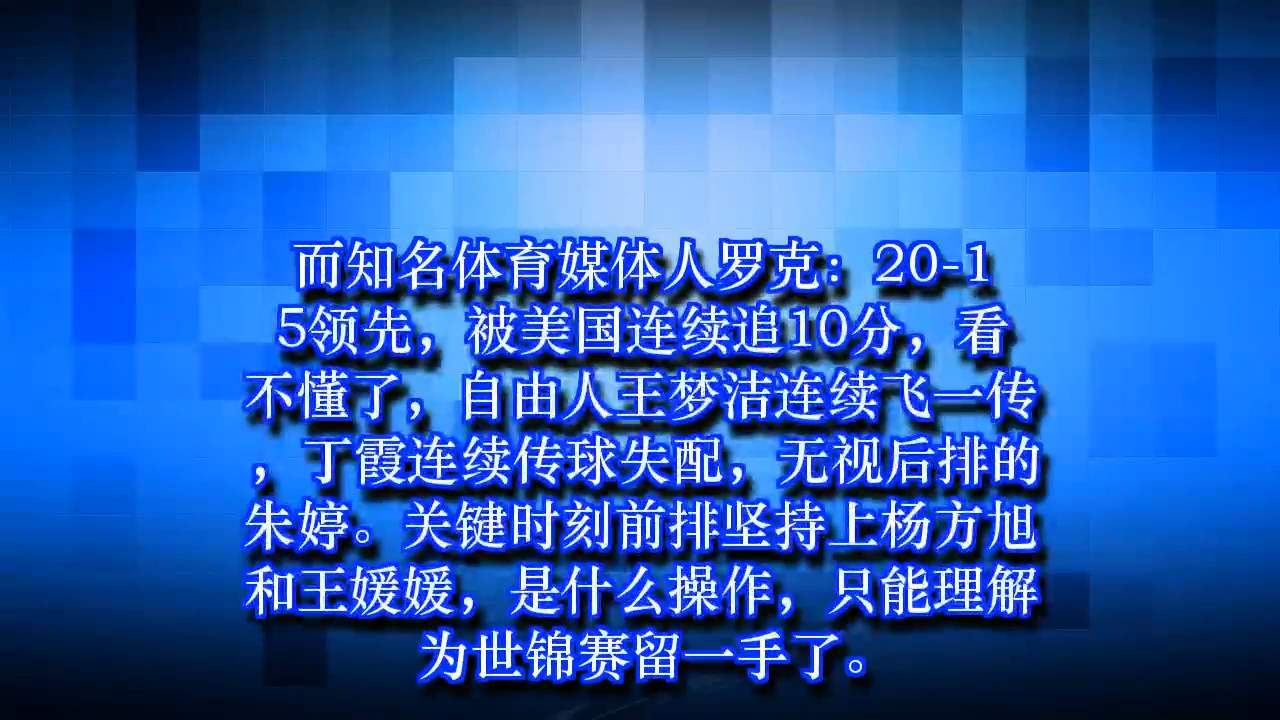 而知名体育媒体人罗克：20-1
5领先，被美国连续追10分，看
不懂了，自由人王梦洁连续飞一传
，丁霞连续传球失配，无视后排的
朱婷。关键时刻前排坚持上杨方旭
和王媛媛，是什么操作，只能理解
为世锦赛留一手了。